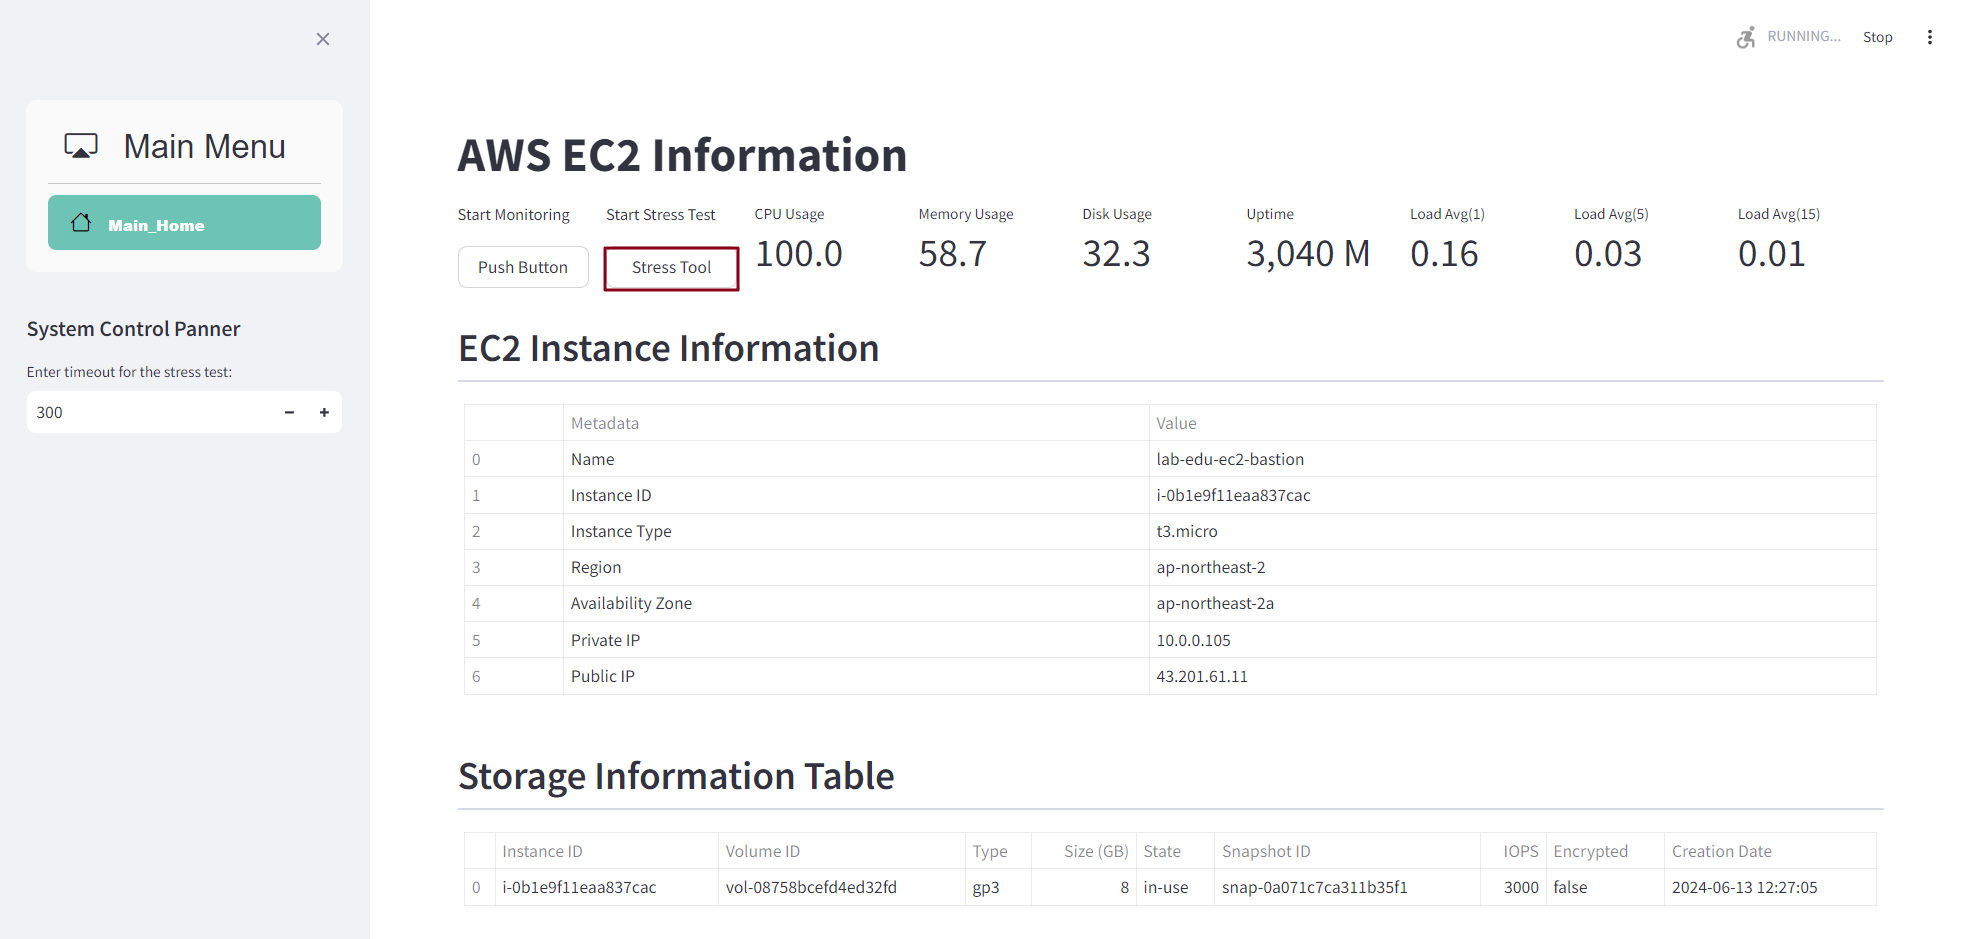 RUNNING...
Stop
Main Menu
Main_Home
System Control Panner
Enter timeout for the stress test:
300
AWS EC2 Information
Start Monitoring Start Stress Test CPU Usage Memory Usage Disk Usage Uptime Load Avg(1) Load Avg(5) Load Avg(15)
Push Button Stress Tool 100.0 58.7 32.3 3,040 M 0.16 0.03 0.01
EC2 Instance Information
Metadata Value
0 Name lab-edu-ec2-bastion
1 Instance ID i-0b1e9f11eaa837cac
2 Instance Type t3.micro
3 Region ap-northeast-2
4 Availability Zone ap-northeast-2a
5 Private IP 10.0.0.105
6 Public IP 43.201.61.11
Storage Information Table
Instance ID Volume ID Type Size (GB) State Snapshot ID IOPS Encrypted Creation Date
0 i-0b1e9f11eaa837cac vol-08758bcefd4ed32fd gp3 8 in-use snap-0a071c7ca311b35f1 3000 false 2024-06-13 12:27:05